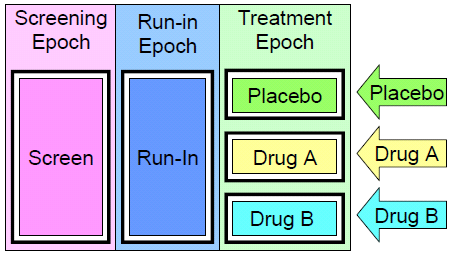 Screening
Epoch
Run-in
Epoch
Treatment
Epoch
Screen
Run-In
Placebo
Drug A
Drug B
Placebo
Drug A
Drug B